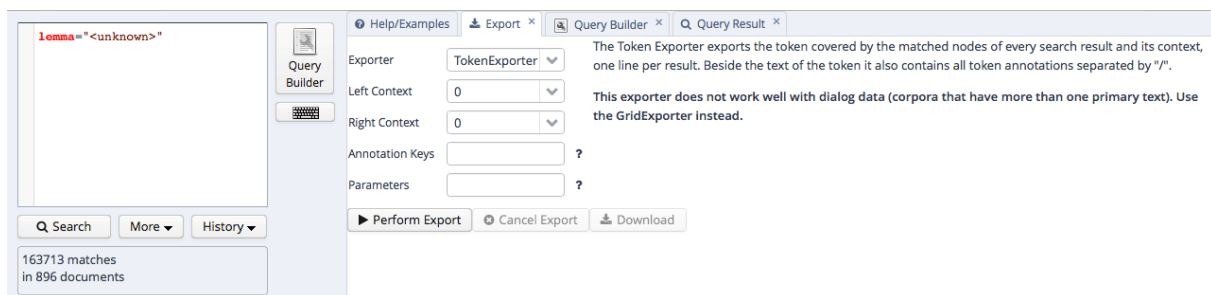 lemma="<unknown>"
Query
Builder
Search More History
163713 matches
in 896 documents
Help/Examples Export × Query Builder × Query Result ×
Exporter TokenExporter
Left Context 0
Right Context 0
Annotation Keys ?
Parameters ?
Perform Export Cancel Export Download
The Token Exporter exports the token covered by the matched nodes of every search result and its context,
one line per result. Beside the text of the token it also contains all token annotations separated by "/".
This exporter does not work well with dialog data (corpora that have more than one primary text). Use
the GridExporter instead.